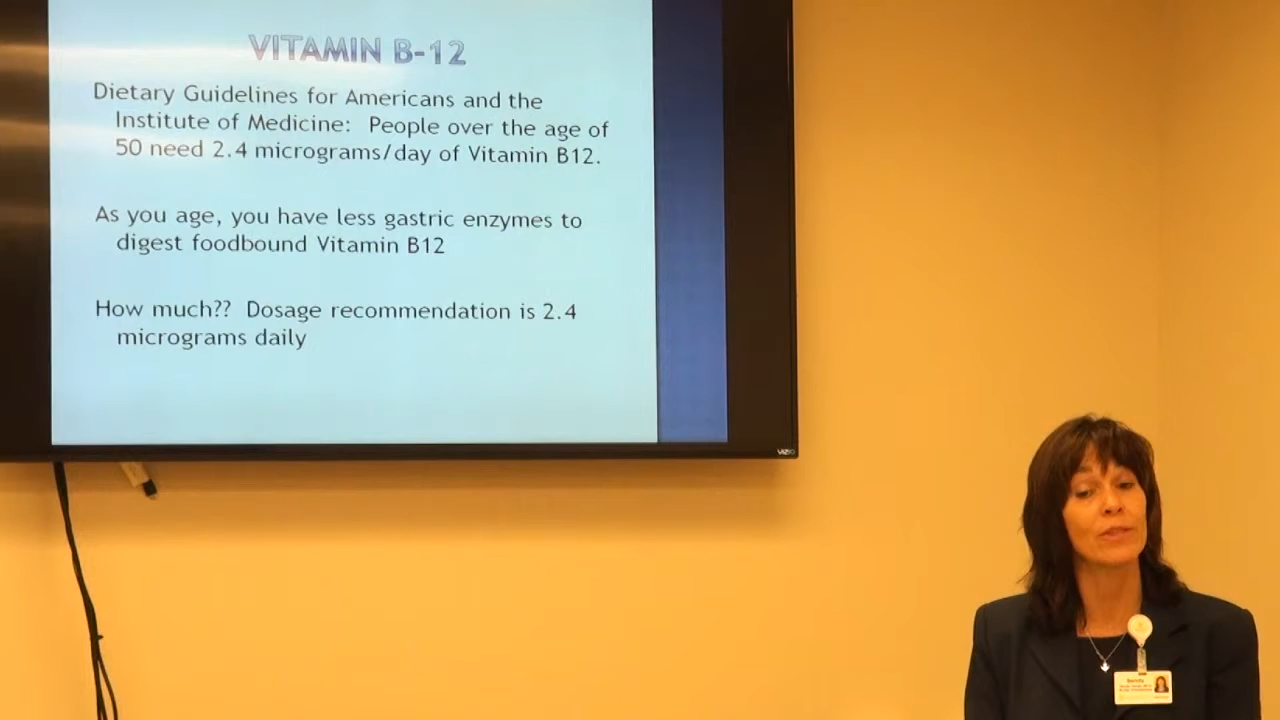 VITAMIN B-12
Dietary Guidelines for Americans and the
Institute of Medicine: People over the age of
50 need 2.4 micrograms/day of Vitamin B12.
As you age, you have less gastric enzymes to
digest foodbound Vitamin B12
How much?? Dosage recommendation is 2.4
micrograms daily
VIZIO